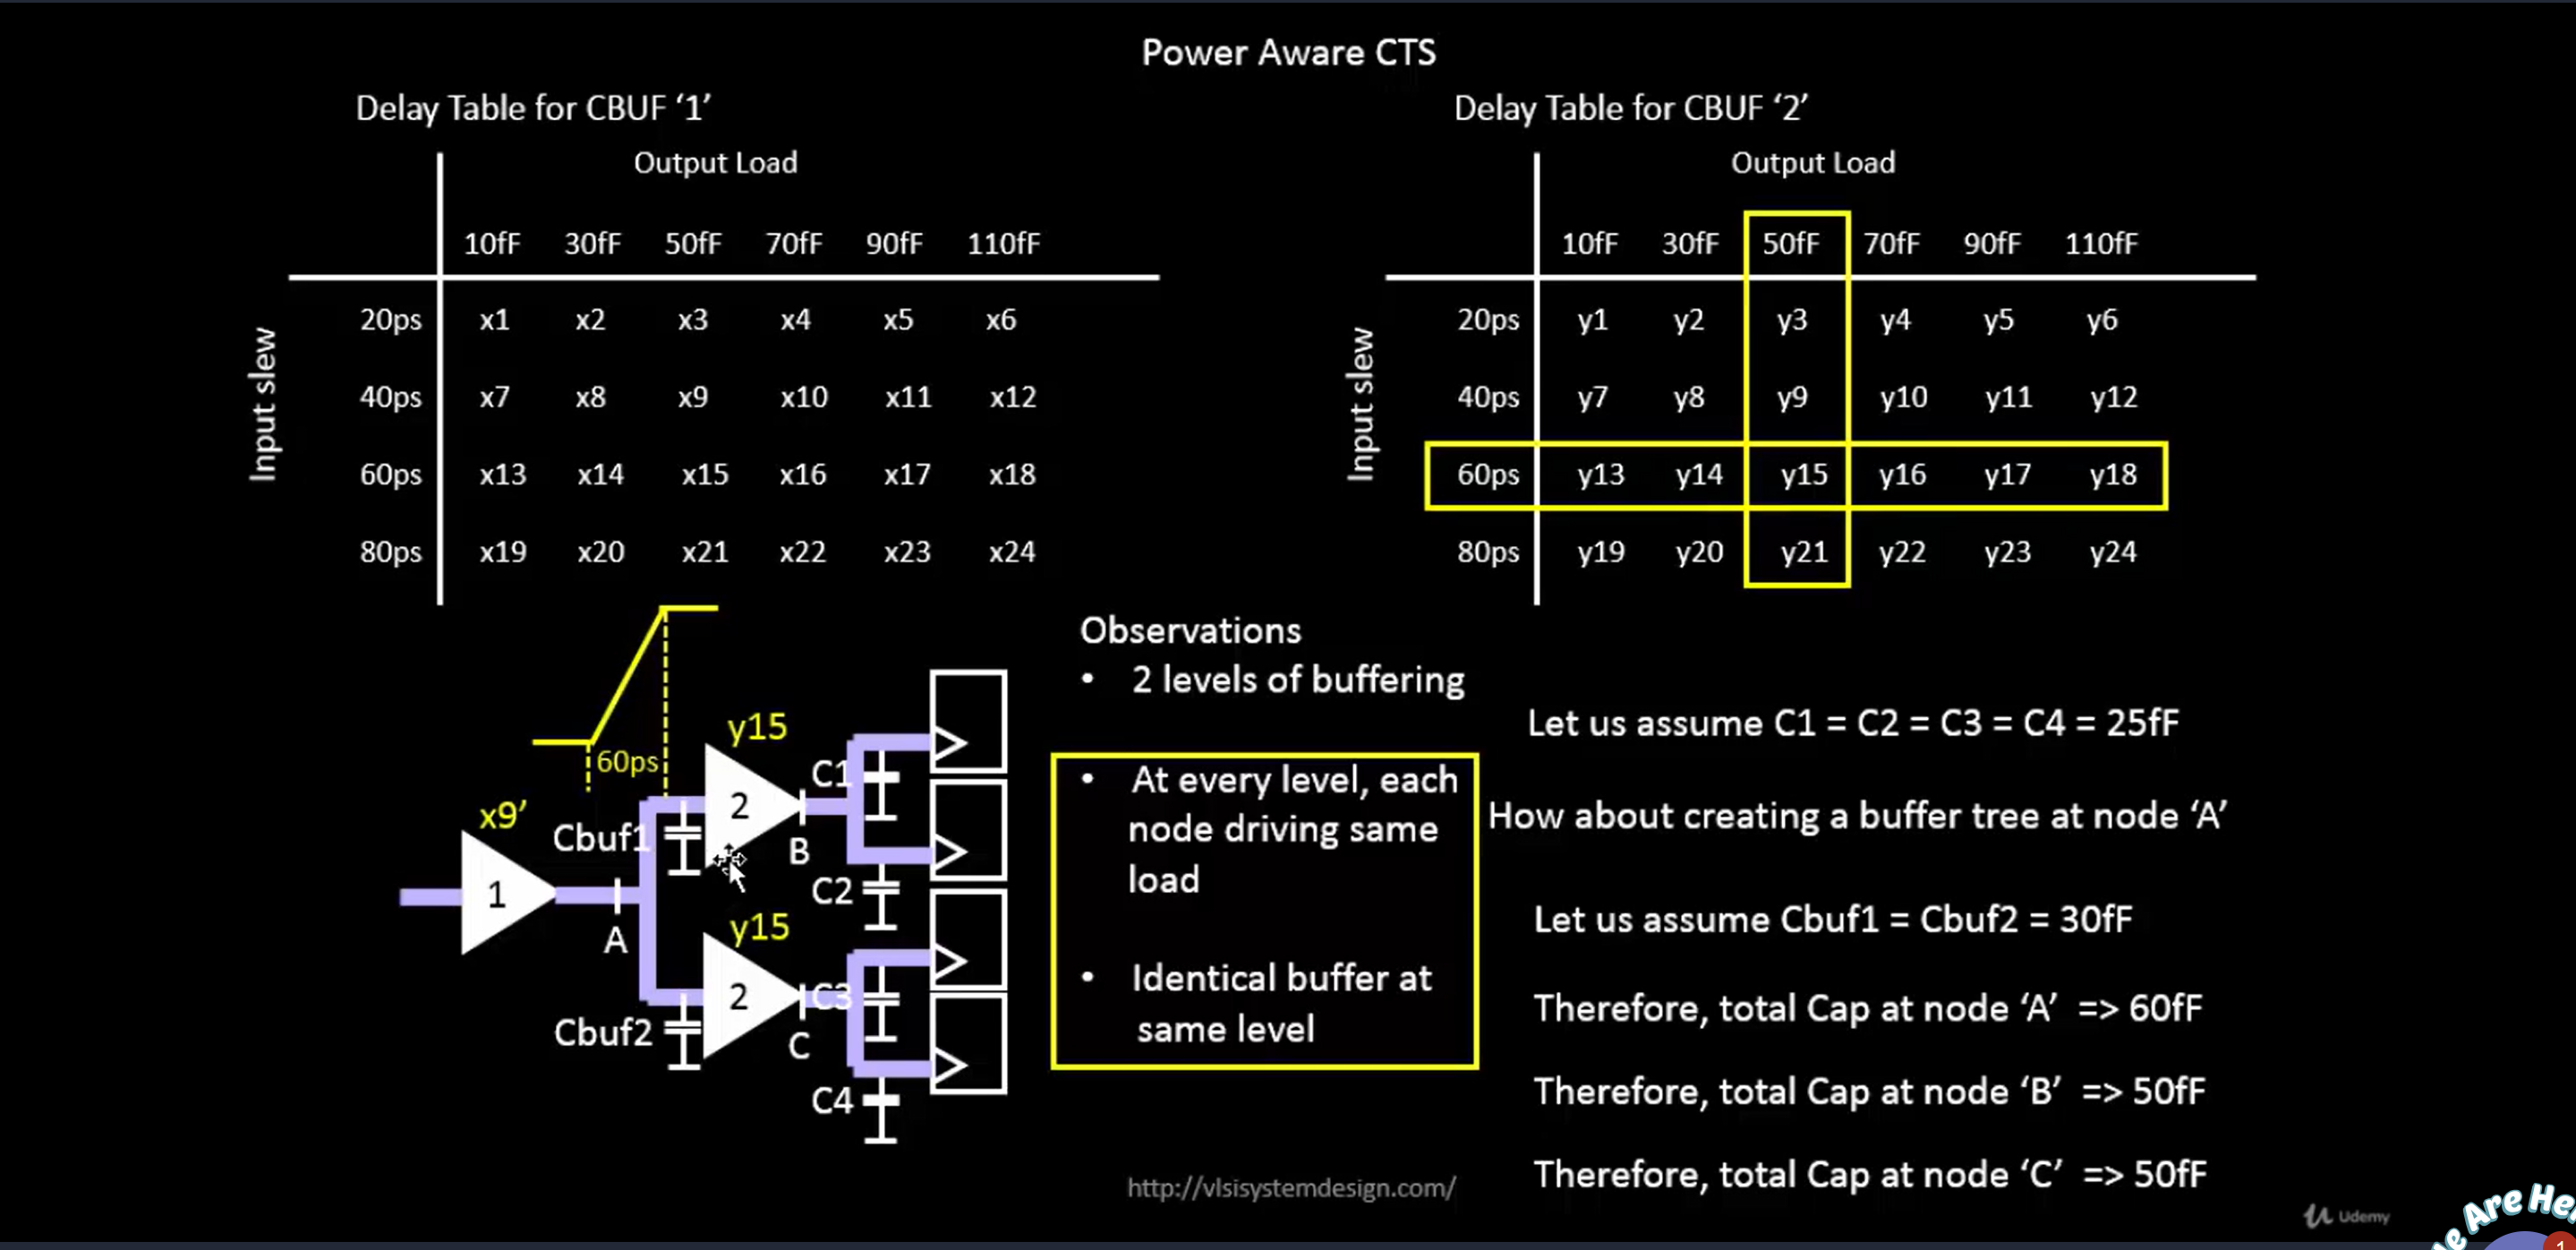 Power Aware CTS
Delay Table for CBUF ‘1’
Output Load
10fF 30fF 50fF 70fF 90fF 110fF
Input slew
20ps x1 x2 x3 x4 x5 x6
40ps x7 x8 x9 x10 x11 x12
60ps x13 x14 x15 x16 x17 x18
80ps x19 x20 x21 x22 x23 x24
Delay Table for CBUF ‘2’
Output Load
10fF 30fF 50fF 70fF 90fF 110fF
Input slew
20ps y1 y2 y3 y4 y5 y6
40ps y7 y8 y9 y10 y11 y12
60ps y13 y14 y15 y16 y17 y18
80ps y19 y20 y21 y22 y23 y24
60ps
x9’
1
A
Cbuf1
y15
2
B
C1
C2
Cbuf2
y15
2
C
C3
C4
Observations
• 2 levels of buffering
• At every level, each
node driving same
load
• Identical buffer at
same level
Let us assume C1 = C2 = C3 = C4 = 25fF
How about creating a buffer tree at node ‘A’
Let us assume Cbuf1 = Cbuf2 = 30fF
Therefore, total Cap at node ‘A’ => 60fF
Therefore, total Cap at node ‘B’ => 50fF
Therefore, total Cap at node ‘C’ => 50fF
http://vlsisystemdesign.com/
Udemy
Are He
1